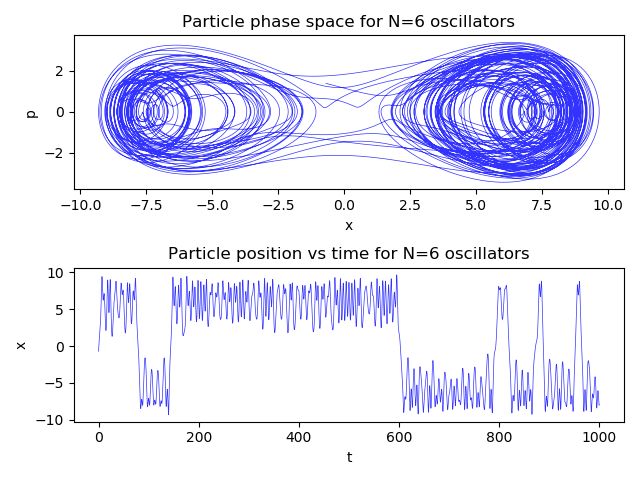 Particle phase space for N=6 oscillators
2
0
−2
p
−10.0 −7.5 −5.0 −2.5 0.0 2.5 5.0 7.5 10.0
x
Particle position vs time for N=6 oscillators
10
5
0
−5
−10
x
0 200 400 600 800 1000
t